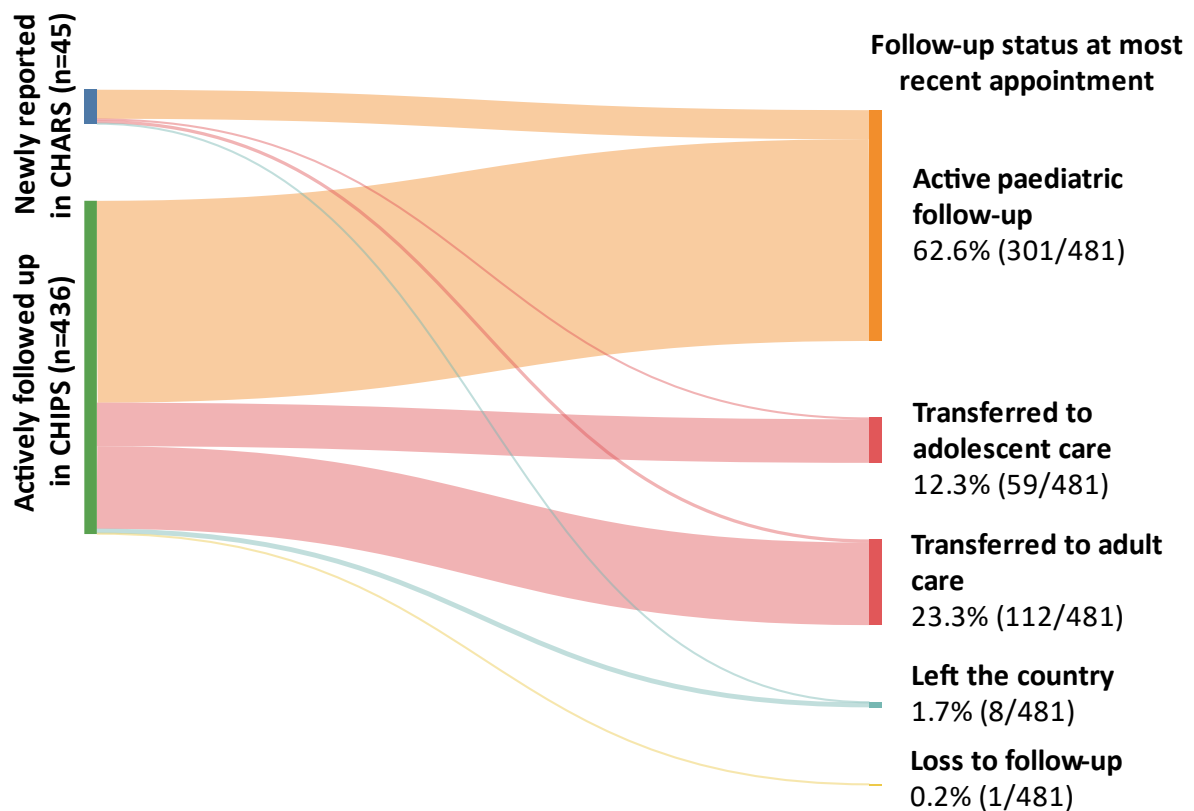 Newly reported
in CHARS (n=45)
Actively followed up
in CHIPS (n=436)
Follow-up status at most
recent appointment
Active paediatric
follow-up
62.6% (301/481)
Transferred to
adolescent care
12.3% (59/481)
Transferred to adult
care
23.3% (112/481)
Left the country
1.7% (8/481)
Loss to follow-up
0.2% (1/481)